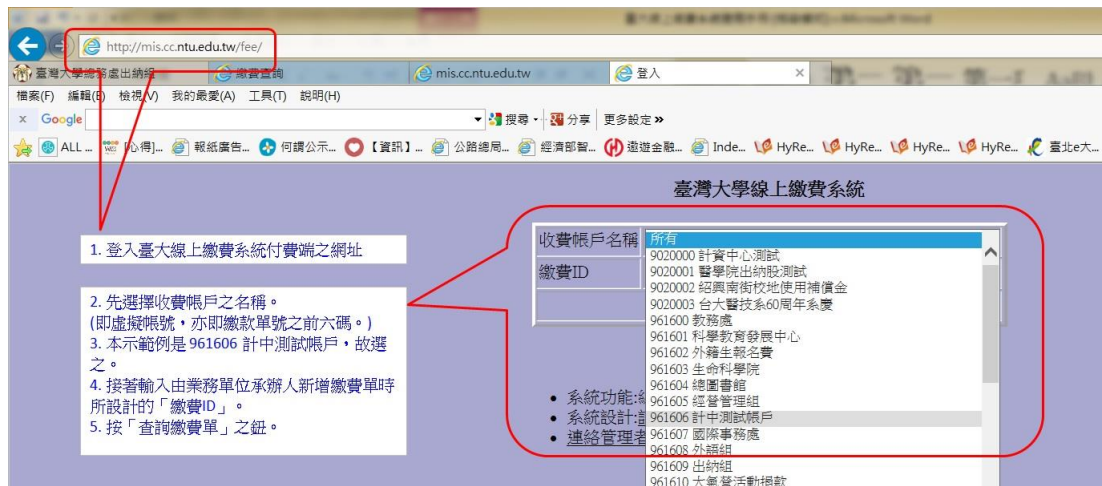 http://mis.cc.ntu.edu.tw/fee/
臺灣大學總務處出納組
繳費查詢
mis.cc.ntu.edu.tw
登入
×
檔案(F) 編輯(E) 檢視(V) 我的最愛(A) 工具(T) 說明(H)
x Google
搜尋
分享
更多設定 »
ALL ...
[心得]...
報紙廣告...
何謂公示...
【資訊】...
公路總局...
經濟部智...
遨遊金融...
Inde...
HyRe...
HyRe...
HyRe...
HyRe...
臺北e大...
臺灣大學線上繳費系統
1. 登入臺大線上繳費系統付費端之網址
2. 先選擇收費帳戶之名稱。
(即虛擬帳號,亦即繳款單號之前六碼。)
3. 本示範例是 961606 計中測試帳戶,故選
之。
4. 接著輸入由業務單位承辦人新增繳費單時
所設計的「繳費ID」。
5. 按「查詢繳費單」之鈕。
收費帳戶名稱
繳費ID
所有
9020000 計資中心測試
9020001 醫學院出納股測試
9020002 紹興南街校地使用補償金
9020003 台大醫技系60周年系慶
961600 教務處
961601 科學教育發展中心
961602 外籍生報名費
961603 生命科學院
961604 總圖書館
961605 經營管理組
961606 計中測試帳戶
961607 國際事務處
961608 外語組
961609 出納組
961610 大氣營活動捐款
系統功能:
系統設計:
連絡管理者